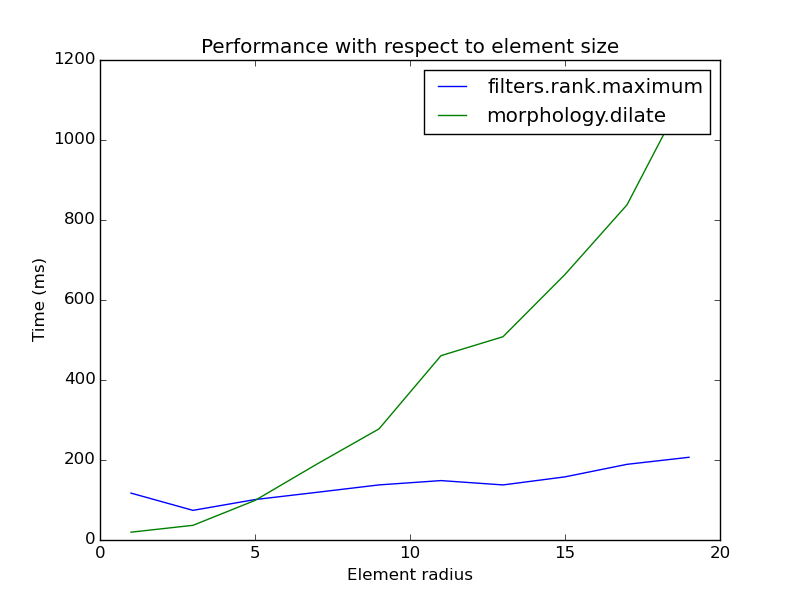 Performance with respect to element size
filters.rank.maximum
morphology.dilate
1200
1000
800
600
400
200
0
Time (ms)
0 5 10 15 20
Element radius